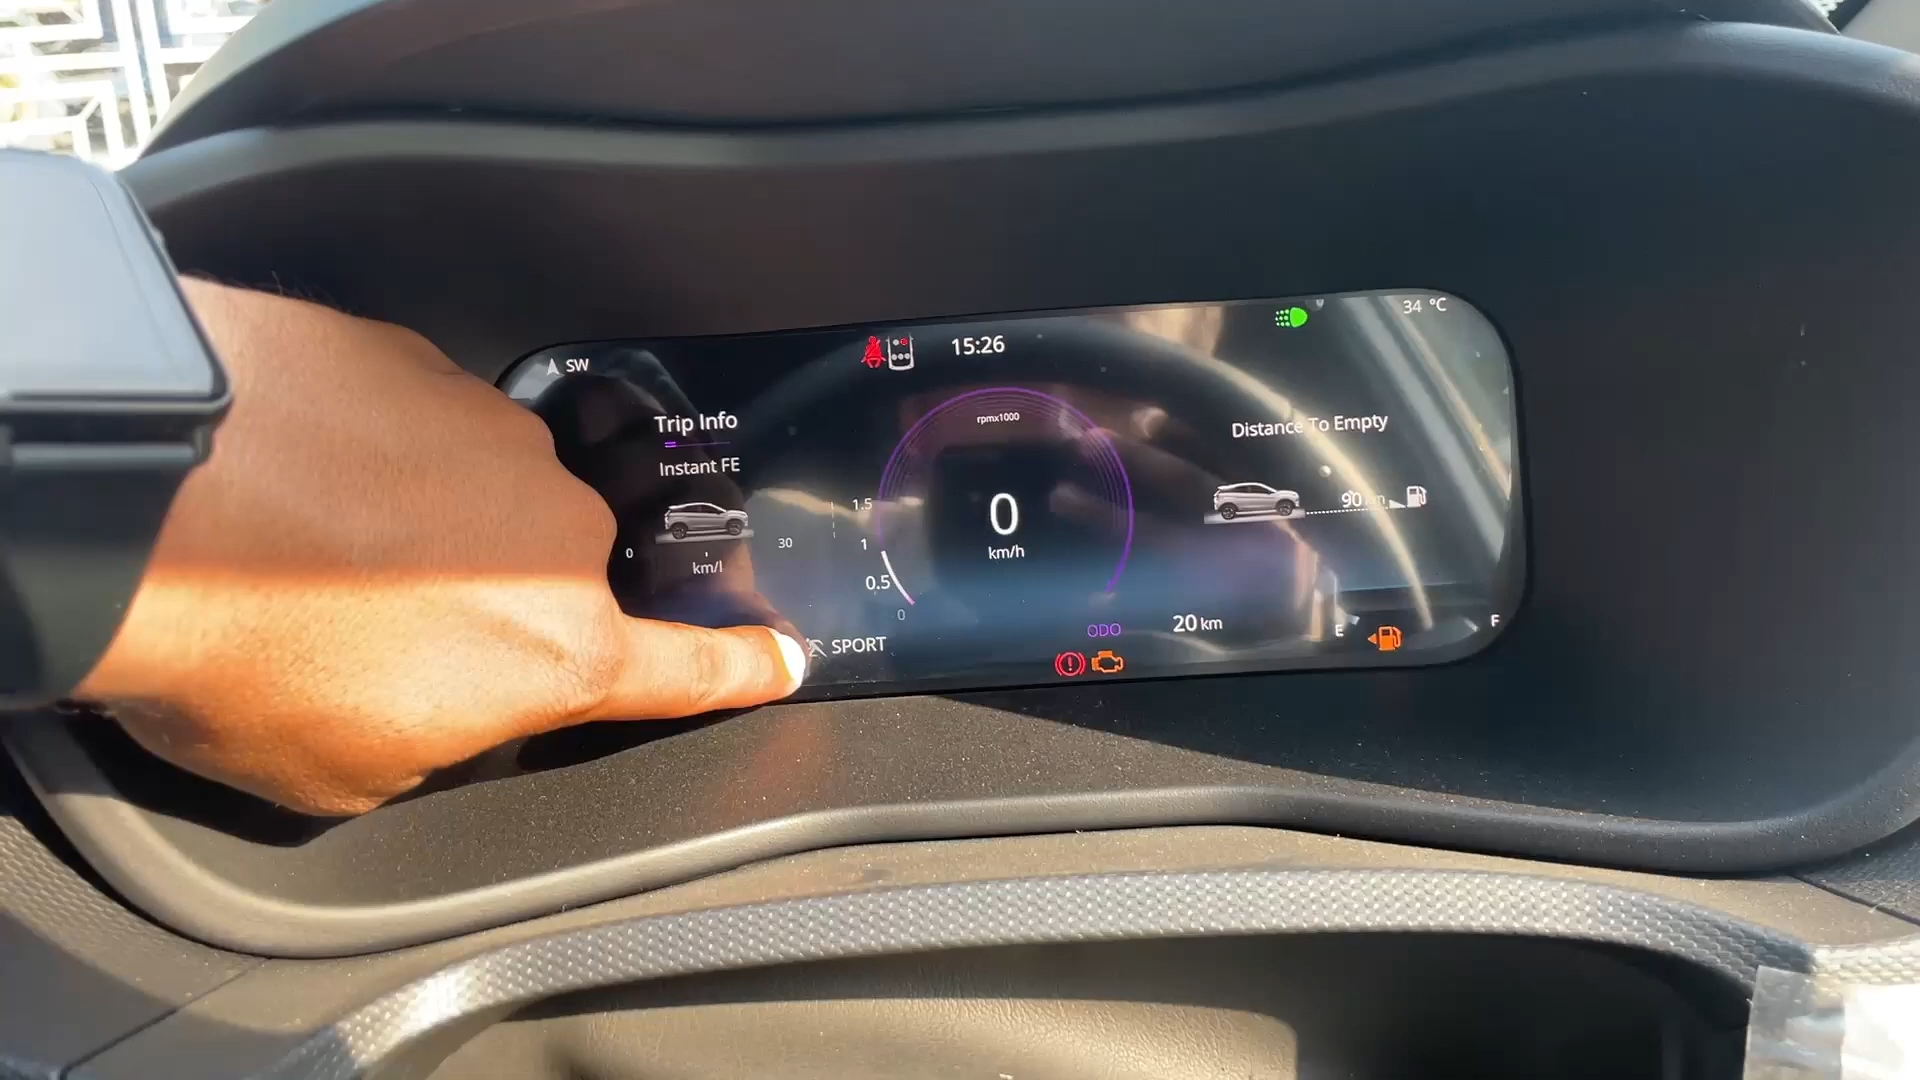 SW
15:26
34 °C
Trip Info
Instant FE
0
30
km/l
rpmx1000
1.5
1
0.5
0
0
km/h
Distance To Empty
90 km
SPORT
ODO
20 km
E
F